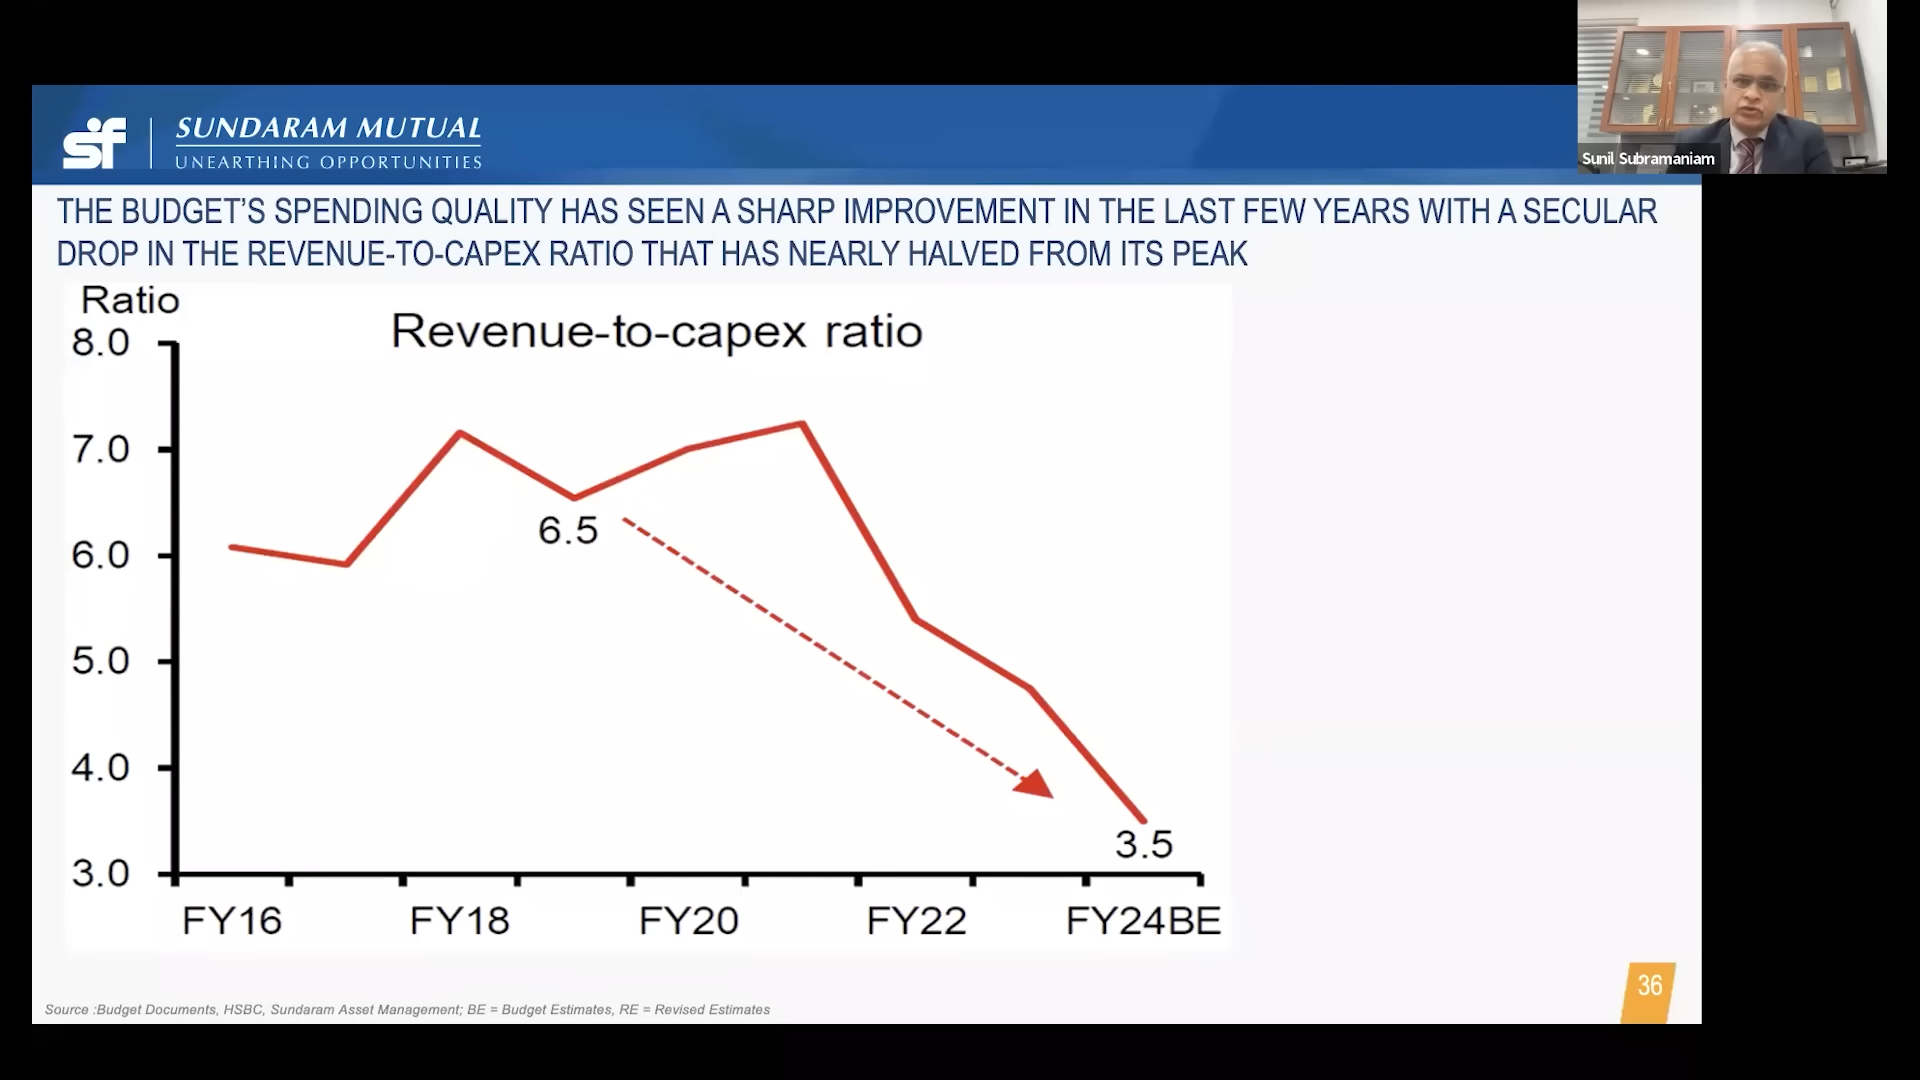 Sunil Subramaniam
sf
SUNDARAM MUTUAL
UNEARTHING OPPORTUNITIES
THE BUDGET’S SPENDING QUALITY HAS SEEN A SHARP IMPROVEMENT IN THE LAST FEW YEARS WITH A SECULAR
DROP IN THE REVENUE-TO-CAPEX RATIO THAT HAS NEARLY HALVED FROM ITS PEAK
Ratio
Revenue-to-capex ratio
8.0
7.0
6.0
5.0
4.0
3.0
6.5
3.5
FY16 FY18 FY20 FY22 FY24BE
36
Source :Budget Documents, HSBC, Sundaram Asset Management; BE = Budget Estimates, RE = Revised Estimates